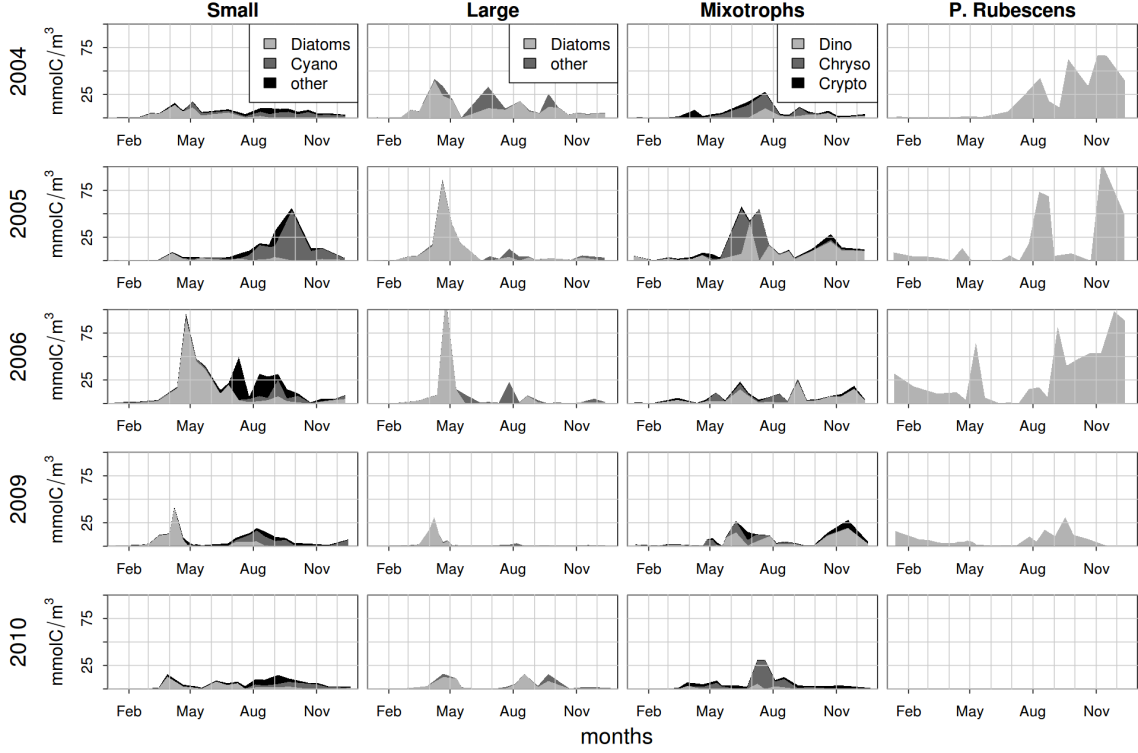 Small Large Mixotrophs P. Rubescens
2004
mmolC/m³
75
25
Diatoms
Cyano
other
Diatoms
other
Dino
Chryso
Crypto
Feb May Aug Nov Feb May Aug Nov Feb May Aug Nov Feb May Aug Nov
2005
mmolC/m³
75
25
Feb May Aug Nov Feb May Aug Nov Feb May Aug Nov Feb May Aug Nov
2006
mmolC/m³
75
25
Feb May Aug Nov Feb May Aug Nov Feb May Aug Nov Feb May Aug Nov
2009
mmolC/m³
75
25
Feb May Aug Nov Feb May Aug Nov Feb May Aug Nov Feb May Aug Nov
2010
mmolC/m³
75
25
Feb May Aug Nov Feb May Aug Nov Feb May Aug Nov Feb May Aug Nov
months